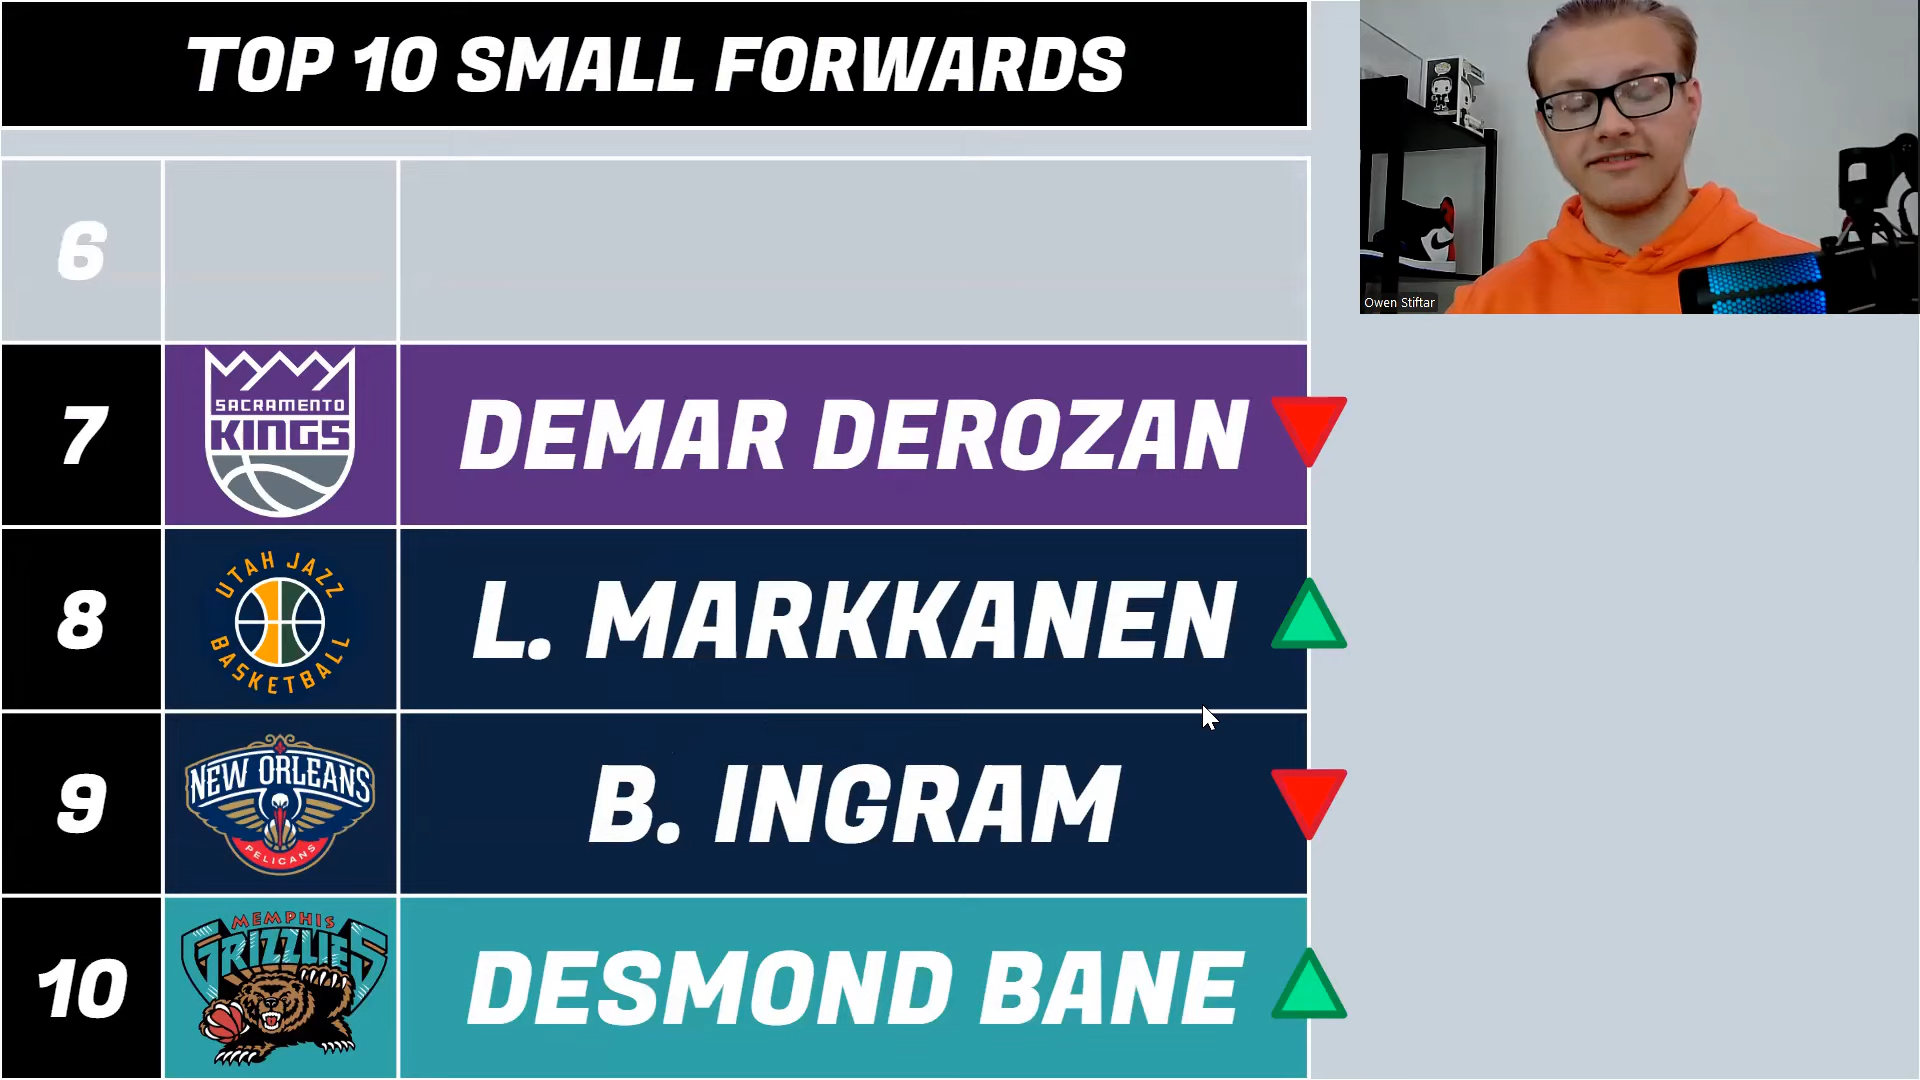 TOP 10 SMALL FORWARDS
Owen Stiftar
6
7
SACRAMENTO
KINGS
DEMAR DEROZAN
8
UTAH JAZZ
BASKETBALL
L. MARKKANEN
9
NEW ORLEANS
PELICANS
B. INGRAM
10
MEMPHIS
GRIZZLIES
DESMOND BANE